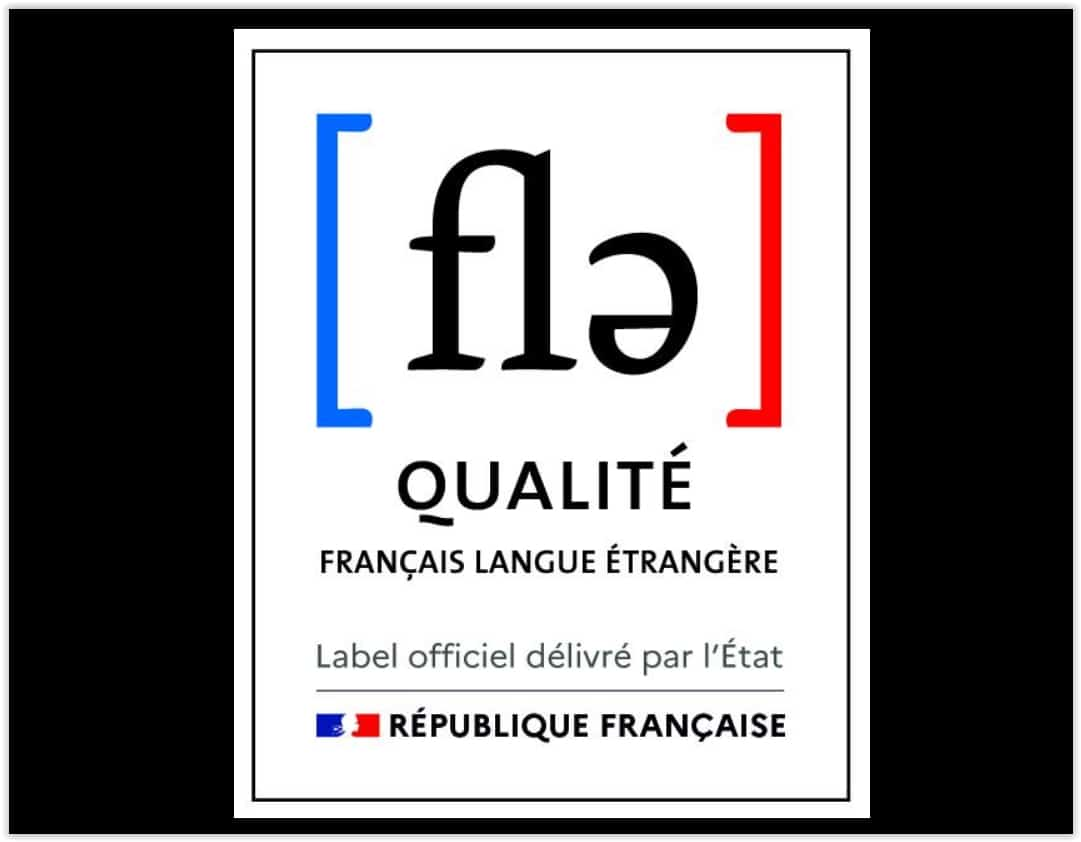 [flə]
QUALITÉ
FRANÇAIS LANGUE ÉTRANGÈRE
Label officiel délivré par l’État
RÉPUBLIQUE FRANÇAISE